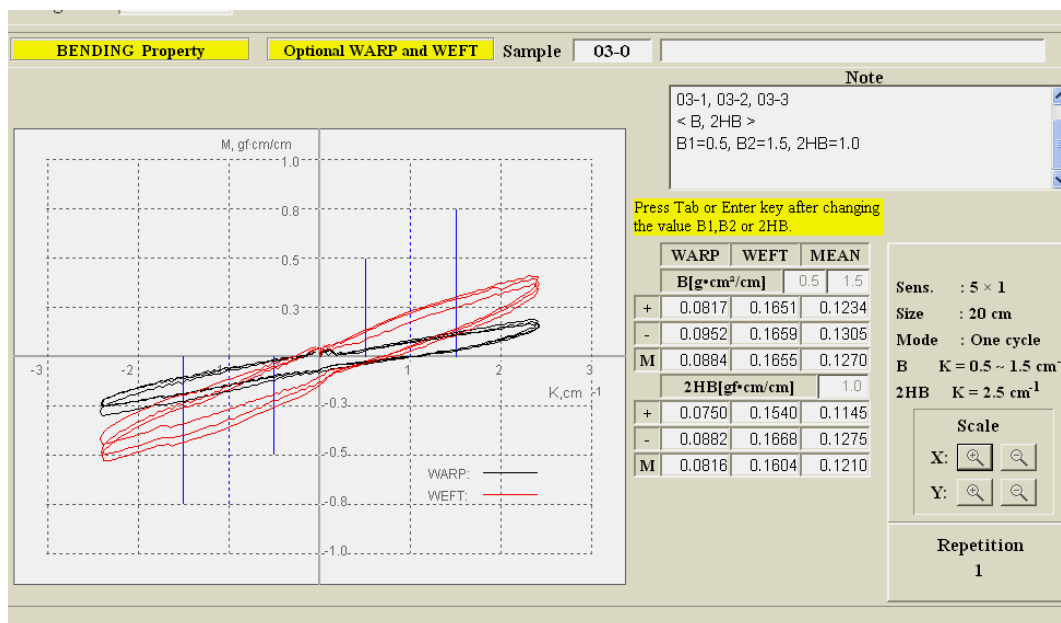 BENDING Property
Optional WARP and WEFT
Sample 03-0
Note
03-1, 03-2, 03-3
< B, 2HB >
B1=0.5, B2=1.5, 2HB=1.0
M, gf·cm/cm
1.0
0.8
0.5
0.3
-3 -2 -1 0 1 2 3
K,cm -1
-0.3
-0.5
-0.8
-1.0
WARP:
WEFT:
Press Tab or Enter key after changing
the value B1,B2 or 2HB.
WARP WEFT MEAN
B[g•cm²/cm] 0.5 1.5
+ 0.0817 0.1651 0.1234
- 0.0952 0.1659 0.1305
M 0.0884 0.1655 0.1270
2HB[gf•cm/cm] 1.0
+ 0.0750 0.1540 0.1145
- 0.0882 0.1668 0.1275
M 0.0816 0.1604 0.1210
Sens. : 5 × 1
Size : 20 cm
Mode : One cycle
B K = 0.5 ~ 1.5 cm-
2HB K = 2.5 cm-1
Scale
X:
Y:
Repetition
1